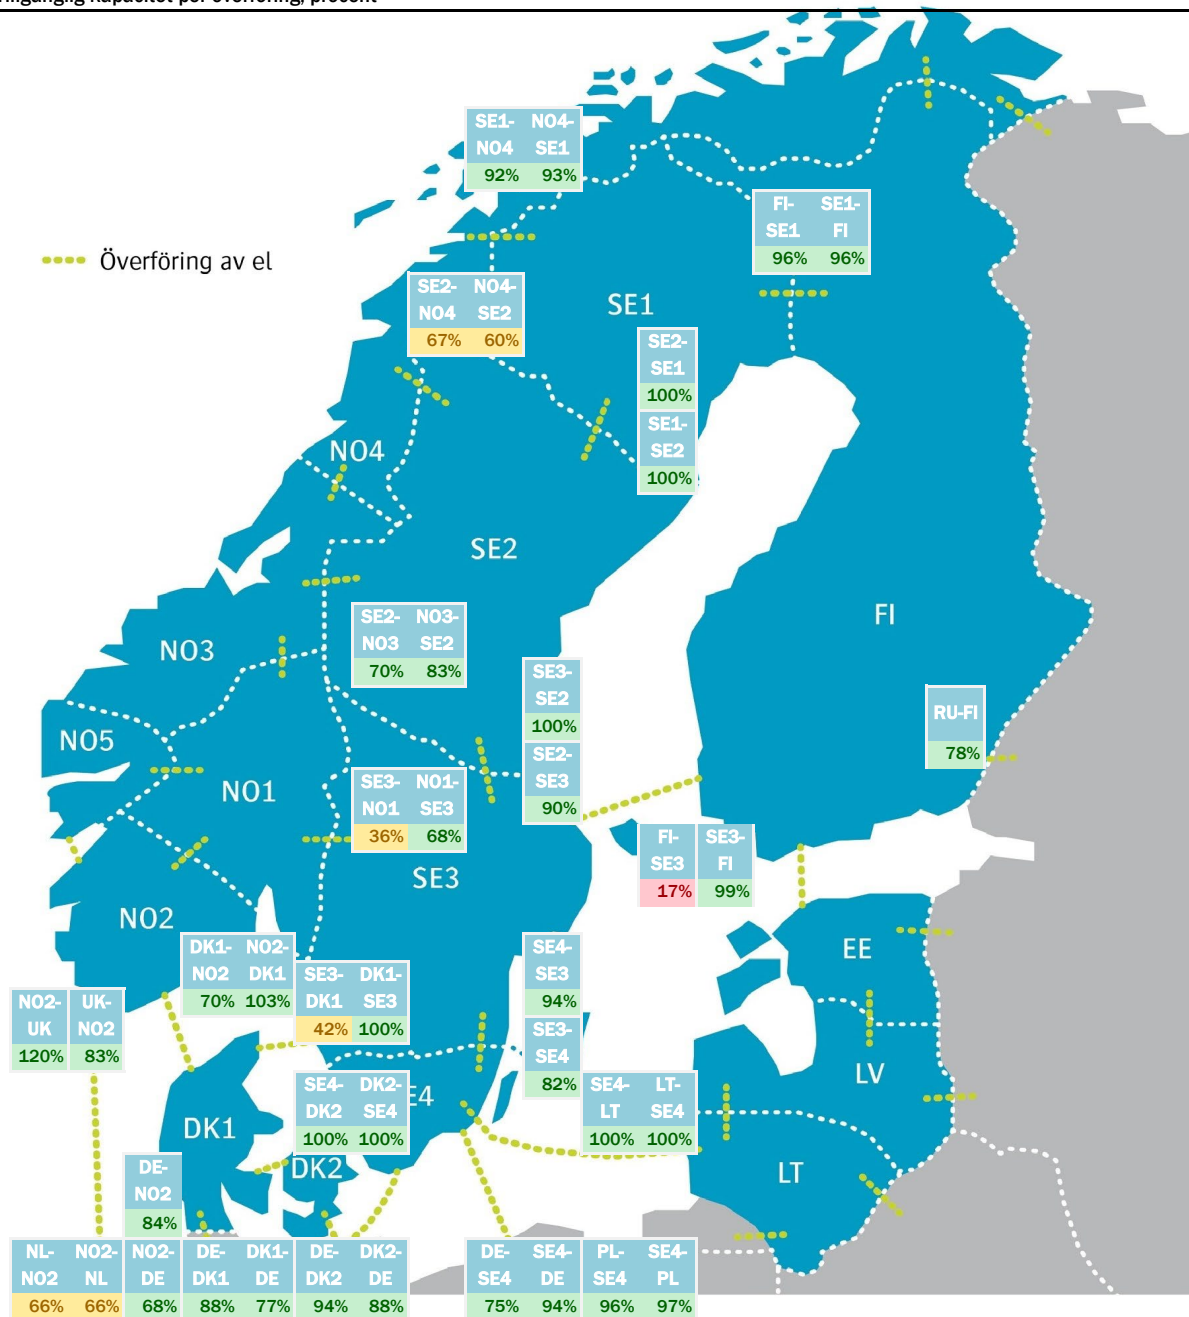 Tillgänglig kapacitet per överföring, procent
SE1-NO4 NO4-SE1
92% 93%
FI-SE1 SE1-FI
96% 96%
Överföring av el
SE2-NO4 NO4-SE2
67% 60%
SE1
SE2-SE1
100%
SE1-SE2
100%
NO4
SE2
SE2-NO3 NO3-SE2
70% 83%
FI
NO3
SE3-SE2
100%
RU-FI
78%
NO5
SE2-SE3
90%
NO1
SE3-NO1 NO1-SE3
36% 68%
FI-SE3 SE3-FI
17% 99%
SE3
NO2
DK1-NO2 NO2-DK1
70% 103%
SE3-DK1 DK1-SE3
42% 100%
SE4-SE3
94%
EE
NO2-UK UK-NO2
120% 83%
SE3-SE4
82%
SE4-DK2 DK2-SE4
100% 100%
E4
SE4-LT LT-SE4
100% 100%
LV
DK1
DK2
LT
DE-NO2
84%
NL-NO2 NO2-NL NO2-DE DE-DK1 DK1-DE DE-DK2 DK2-DE
66% 66% 68% 88% 77% 94% 88%
DE-SE4 SE4-DE PL-SE4 SE4-PL
75% 94% 96% 97%